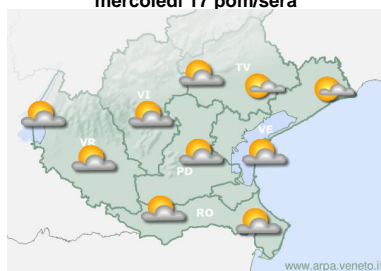 mercoledì 17 pom/sera
TV
VI
VR
VE
PD
RO
www.arpa.veneto.it